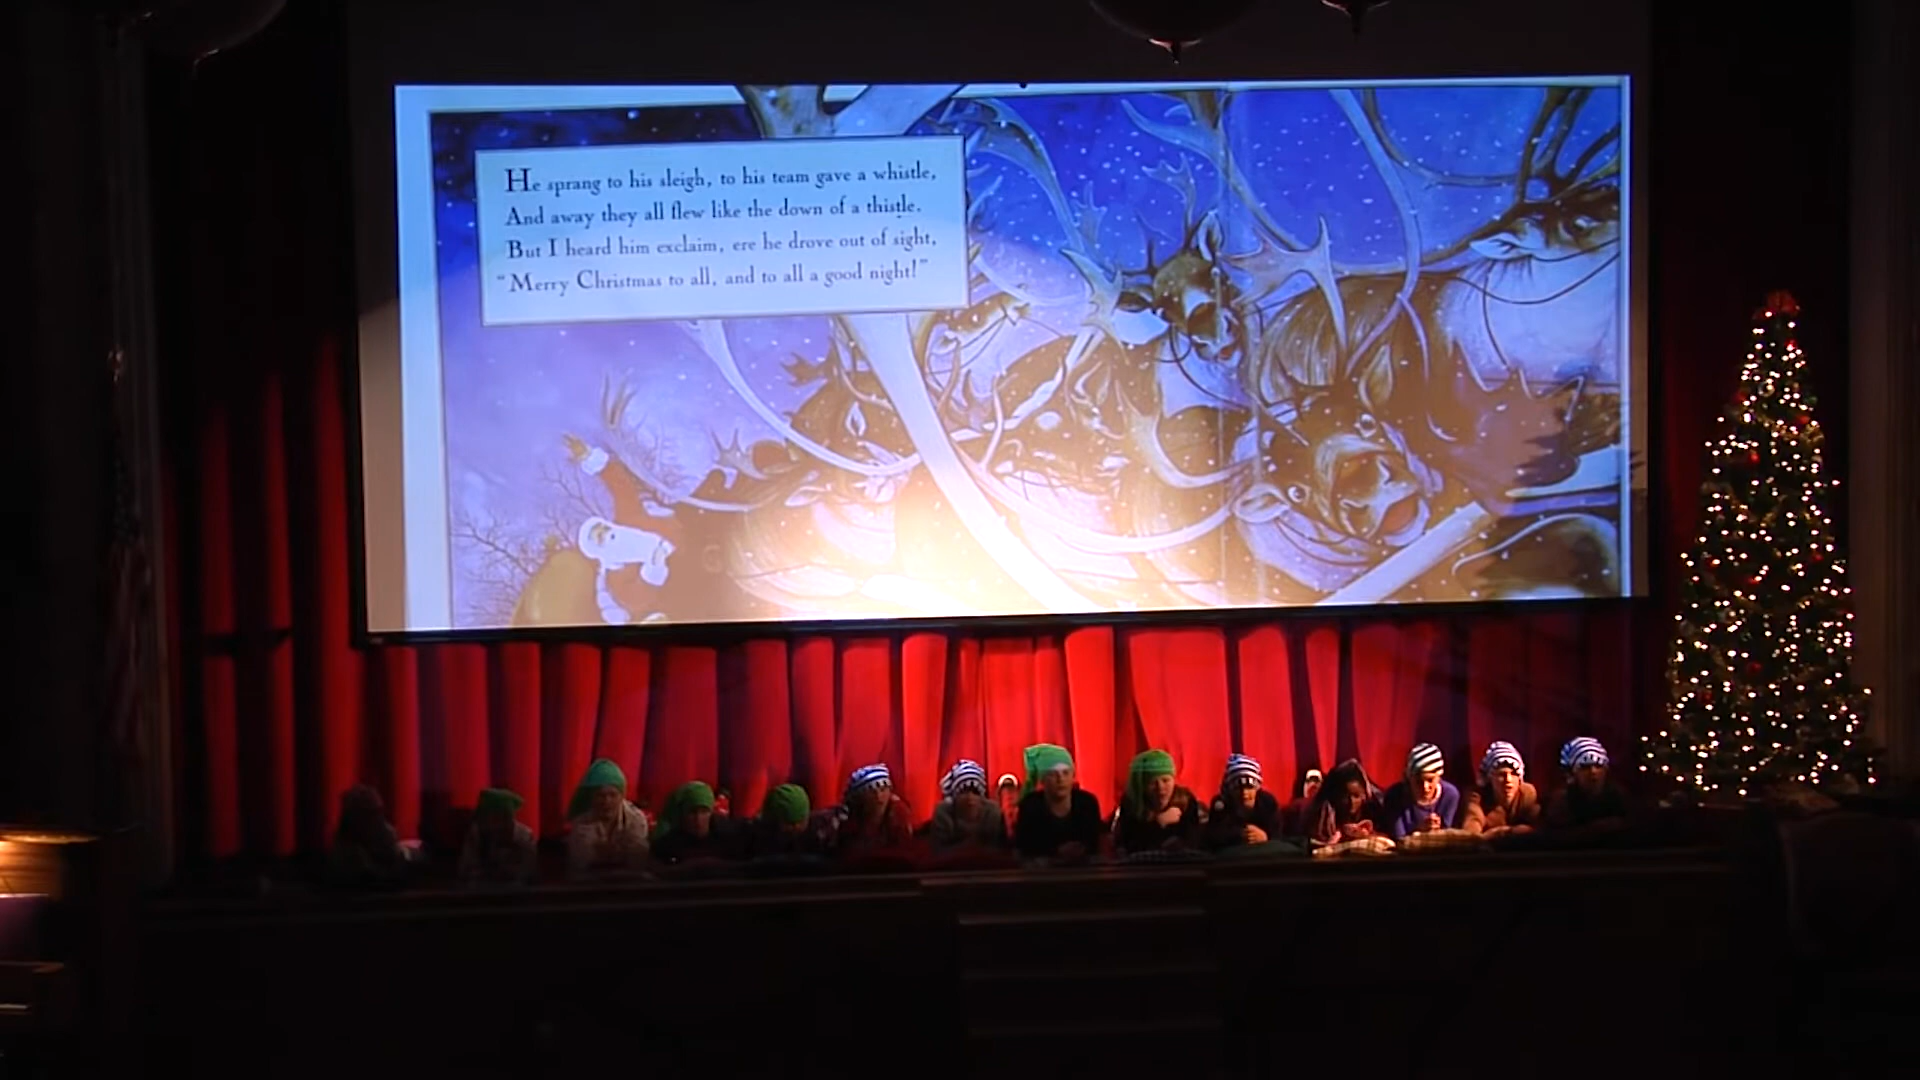 He sprang to his sleigh, to his team gave a whistle,
And away they all flew like the down of a thistle.
But I heard him exclaim, ere he drove out of sight,
“Merry Christmas to all, and to all a good night!”